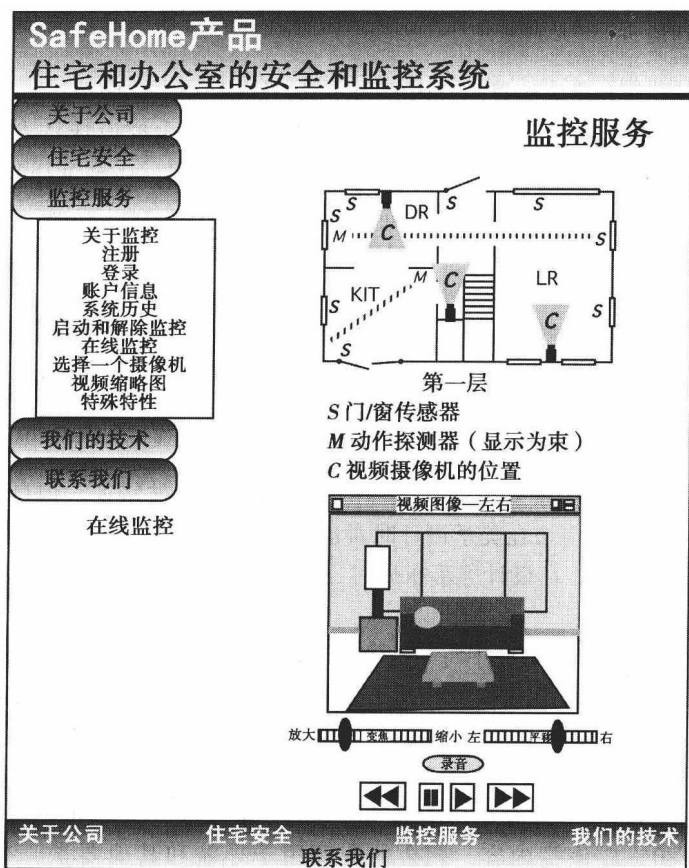 SafeHome产品
住宅和办公室的安全和监控系统
关于公司
住宅安全
监控服务
关于监控
注册
登录
账户信息
系统历史
启动和解除监控
在线监控
选择一个摄像机
视频缩略图
特殊特性
我们的技术
联系我们
在线监控
监控服务
S S DR S S
S M C S
KIT M C LR
S C S
S
第一层
S 门/窗传感器
M 动作探测器（显示为束）
C 视频摄像机的位置
视频图像—左右
放大 变焦 缩小 左 平移 右
录音
关于公司 住宅安全 监控服务 我们的技术
联系我们